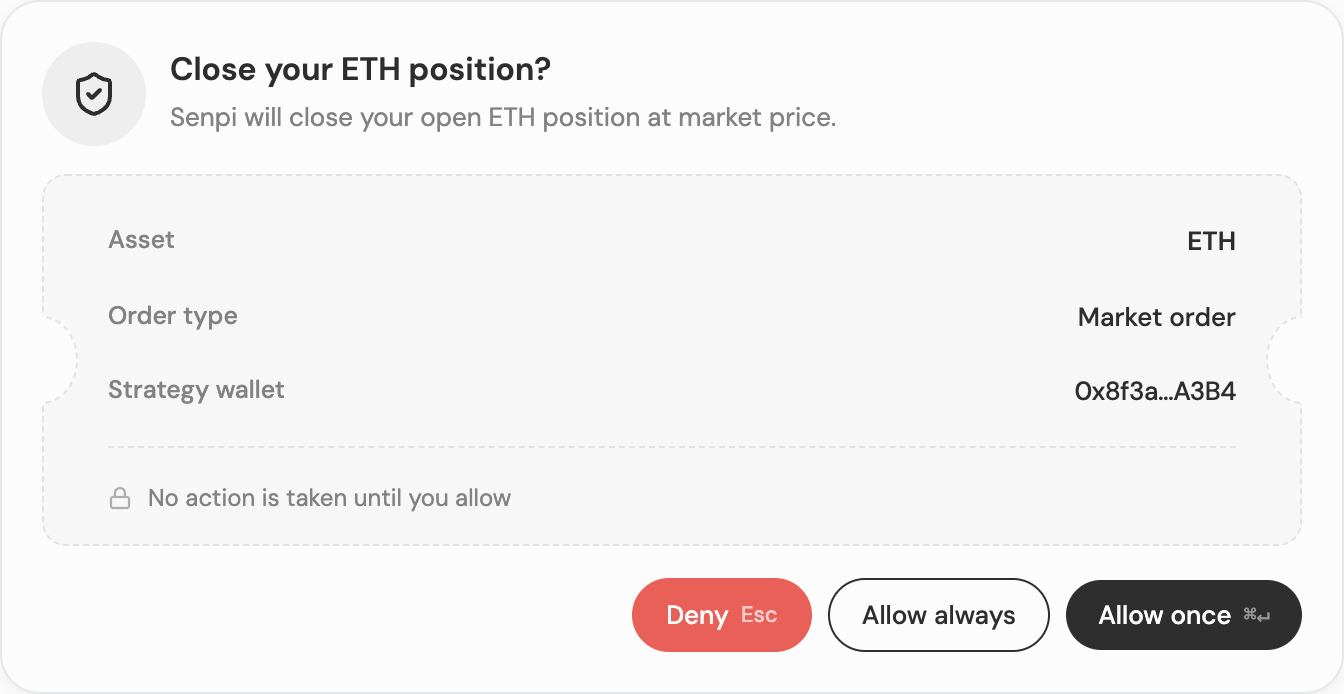 Close your ETH position?
Senpi will close your open ETH position at market price.
Asset ETH
Order type Market order
Strategy wallet 0x8f3a...A3B4
No action is taken until you allow
Deny Esc Allow always Allow once ⌘↵